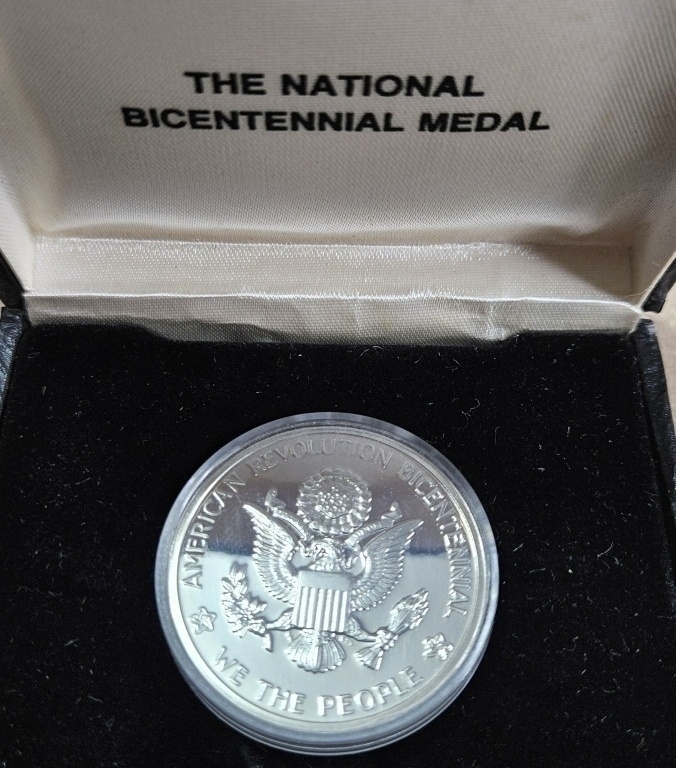 THE NATIONAL
BICENTENNIAL MEDAL
AMERICAN REVOLUTION BICENTENNIAL
WE THE PEOPLE